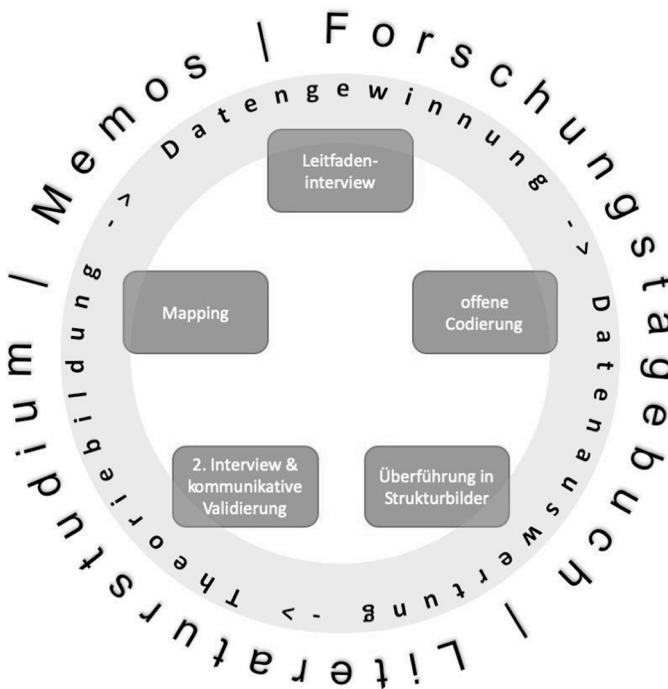 Memos | Forschungstagebuch | Literaturstudium |
Datengewinnung -> Datenauswertung -> Theoriebildung ->
Leitfaden-
interview
offene
Codierung
Überführung in
Strukturbilder
2. Interview &
kommunikative
Validierung
Mapping